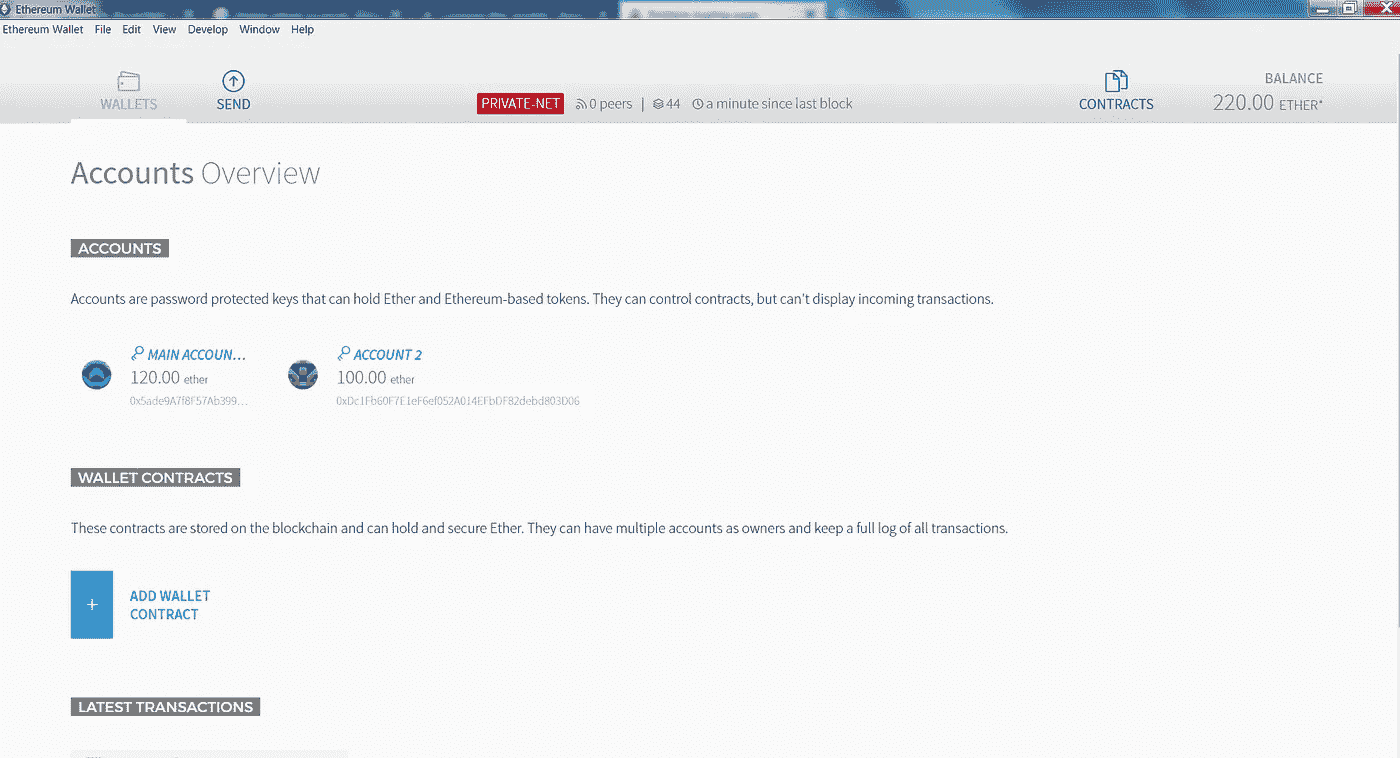 Ethereum Wallet
Ethereum Wallet File Edit View Develop Window Help
WALLETS
SEND
PRIVATE-NET 0 peers | 44 a minute since last block
CONTRACTS
BALANCE
220.00 ETHER*
Accounts Overview
ACCOUNTS
Accounts are password protected keys that can hold Ether and Ethereum-based tokens. They can control contracts, but can't display incoming transactions.
MAIN ACCOUN...
120.00 ether
0x5ade9A7f8F57Ab399...
ACCOUNT 2
100.00 ether
0xDc1Fb60F7E1eF6ef052A014EFbDF82debd803D06
WALLET CONTRACTS
These contracts are stored on the blockchain and can hold and secure Ether. They can have multiple accounts as owners and keep a full log of all transactions.
+
ADD WALLET
CONTRACT
LATEST TRANSACTIONS